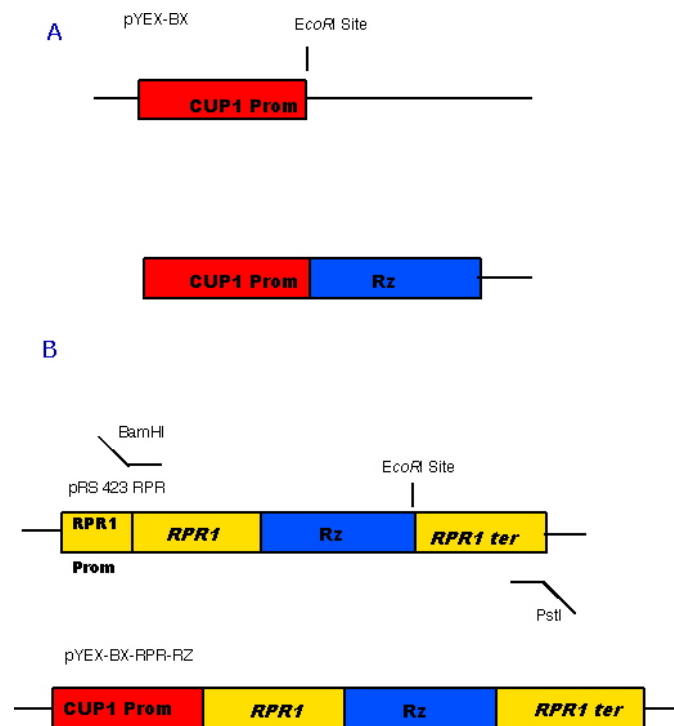 A
pYEX-BX
EcoRI Site
CUP1 Prom
CUP1 Prom Rz
B
BamHI
EcoRI Site
pRS 423 RPR
RPR1
RPR1 Rz RPR1 ter
Prom
PstI
pYEX-BX-RPR-RZ
CUP1 Prom RPR1 Rz RPR1 ter